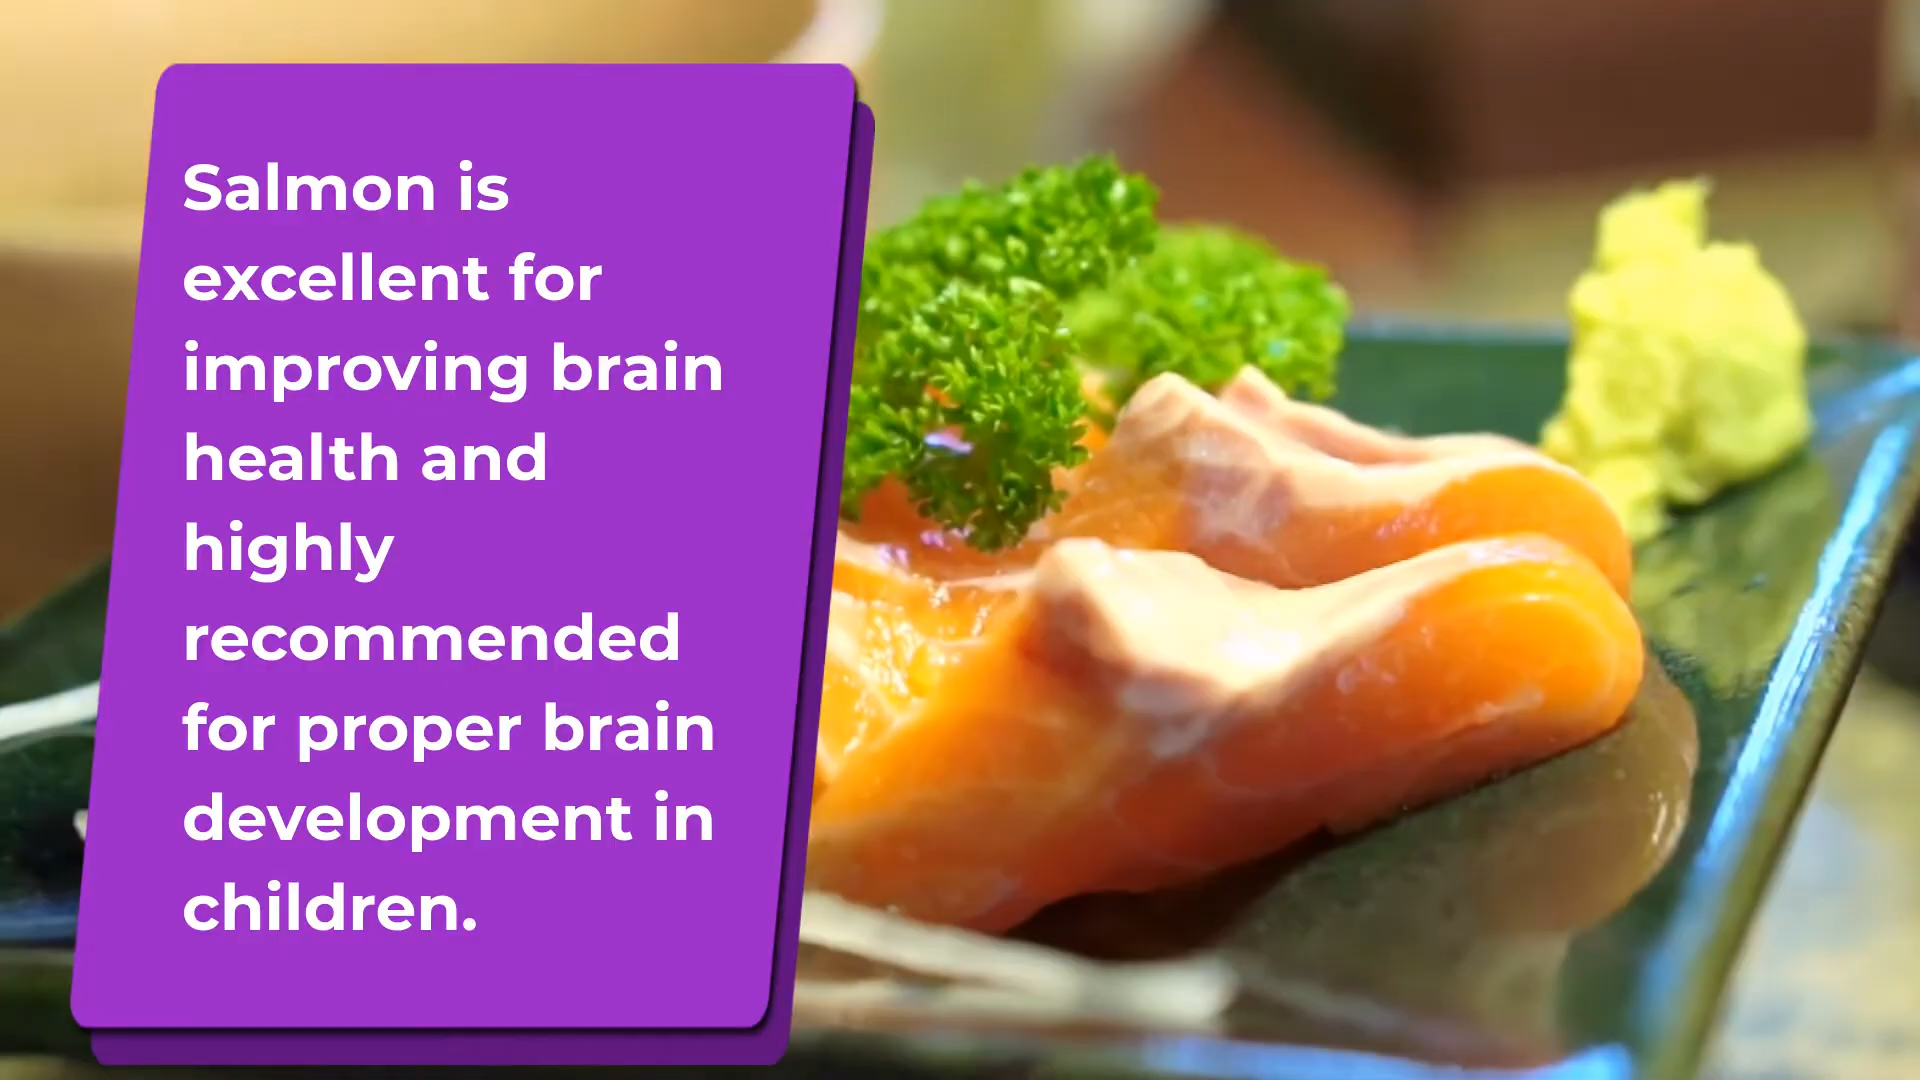 Salmon is
excellent for
improving brain
health and
highly
recommended
for proper brain
development in
children.